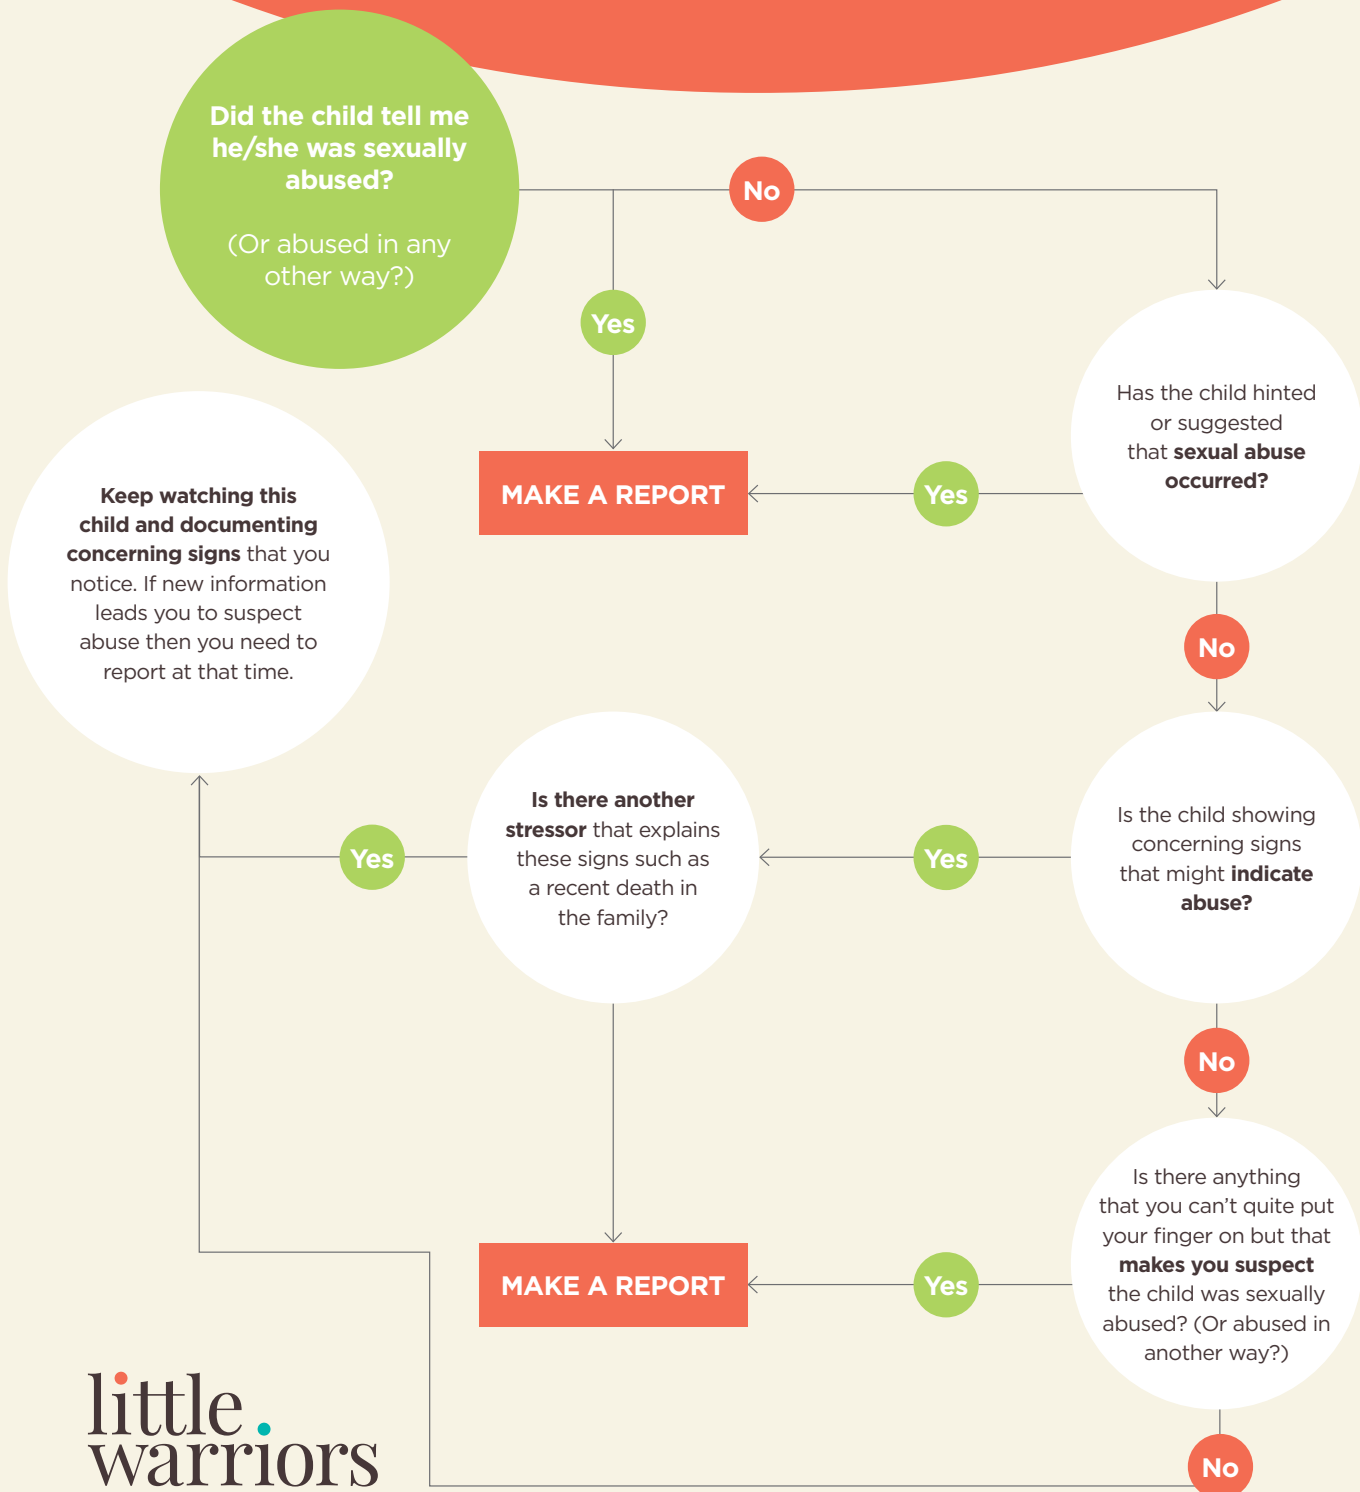 Did the child tell me
he/she was sexually
abused?
(Or abused in any
other way?)
No
Yes
Has the child hinted
or suggested
that sexual abuse
occurred?
MAKE A REPORT
Yes
Keep watching this
child and documenting
concerning signs that you
notice. If new information
leads you to suspect
abuse then you need to
report at that time.
No
Is there another
stressor that explains
these signs such as
a recent death in
the family?
Yes
Yes
Is the child showing
concerning signs
that might indicate
abuse?
No
Is there anything
that you can't quite put
your finger on but that
makes you suspect
the child was sexually
abused? (Or abused in
another way?)
MAKE A REPORT
Yes
little
warriors
No